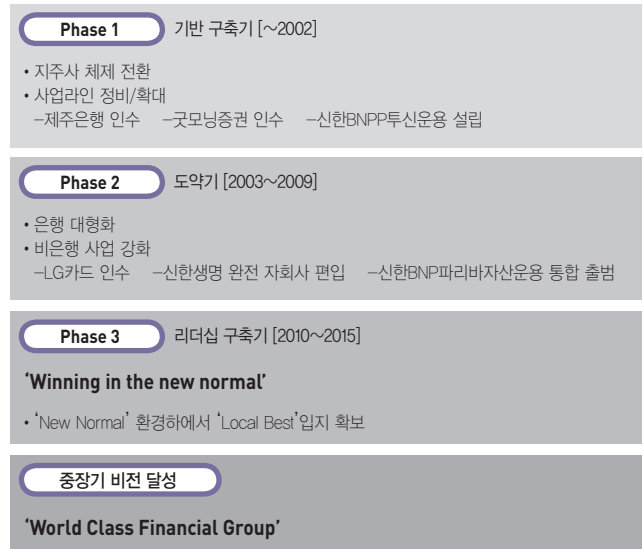 Phase 1 기반 구축기 [~2002]
• 지주사 체제 전환
• 사업라인 정비/확대
-제주은행 인수 -굿모닝증권 인수 -신한BNPP투신운용 설립
Phase 2 도약기 [2003~2009]
• 은행 대형화
• 비은행 사업 강화
-LG카드 인수 -신한생명 완전 자회사 편입 -신한BNP파리바자산운용 통합 출범
Phase 3 리더십 구축기 [2010~2015]
‘Winning in the new normal’
• ‘New Normal’ 환경하에서 ‘Local Best’입지 확보
중장기 비전 달성
‘World Class Financial Group’